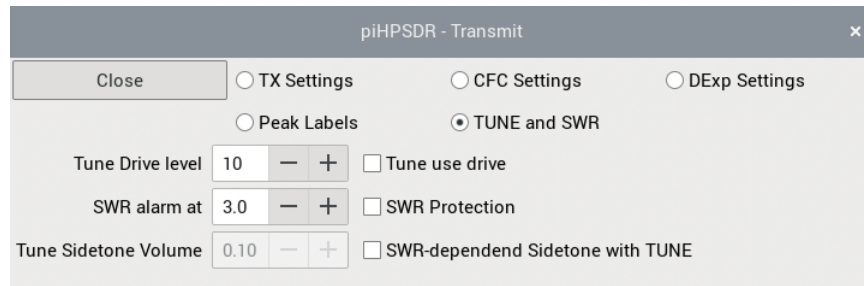 piHPSDR - Transmit ×
Close TX Settings CFC Settings DExp Settings
Peak Labels TUNE and SWR
Tune Drive level 10 − + Tune use drive
SWR alarm at 3.0 − + SWR Protection
Tune Sidetone Volume 0.10 − + SWR-dependend Sidetone with TUNE